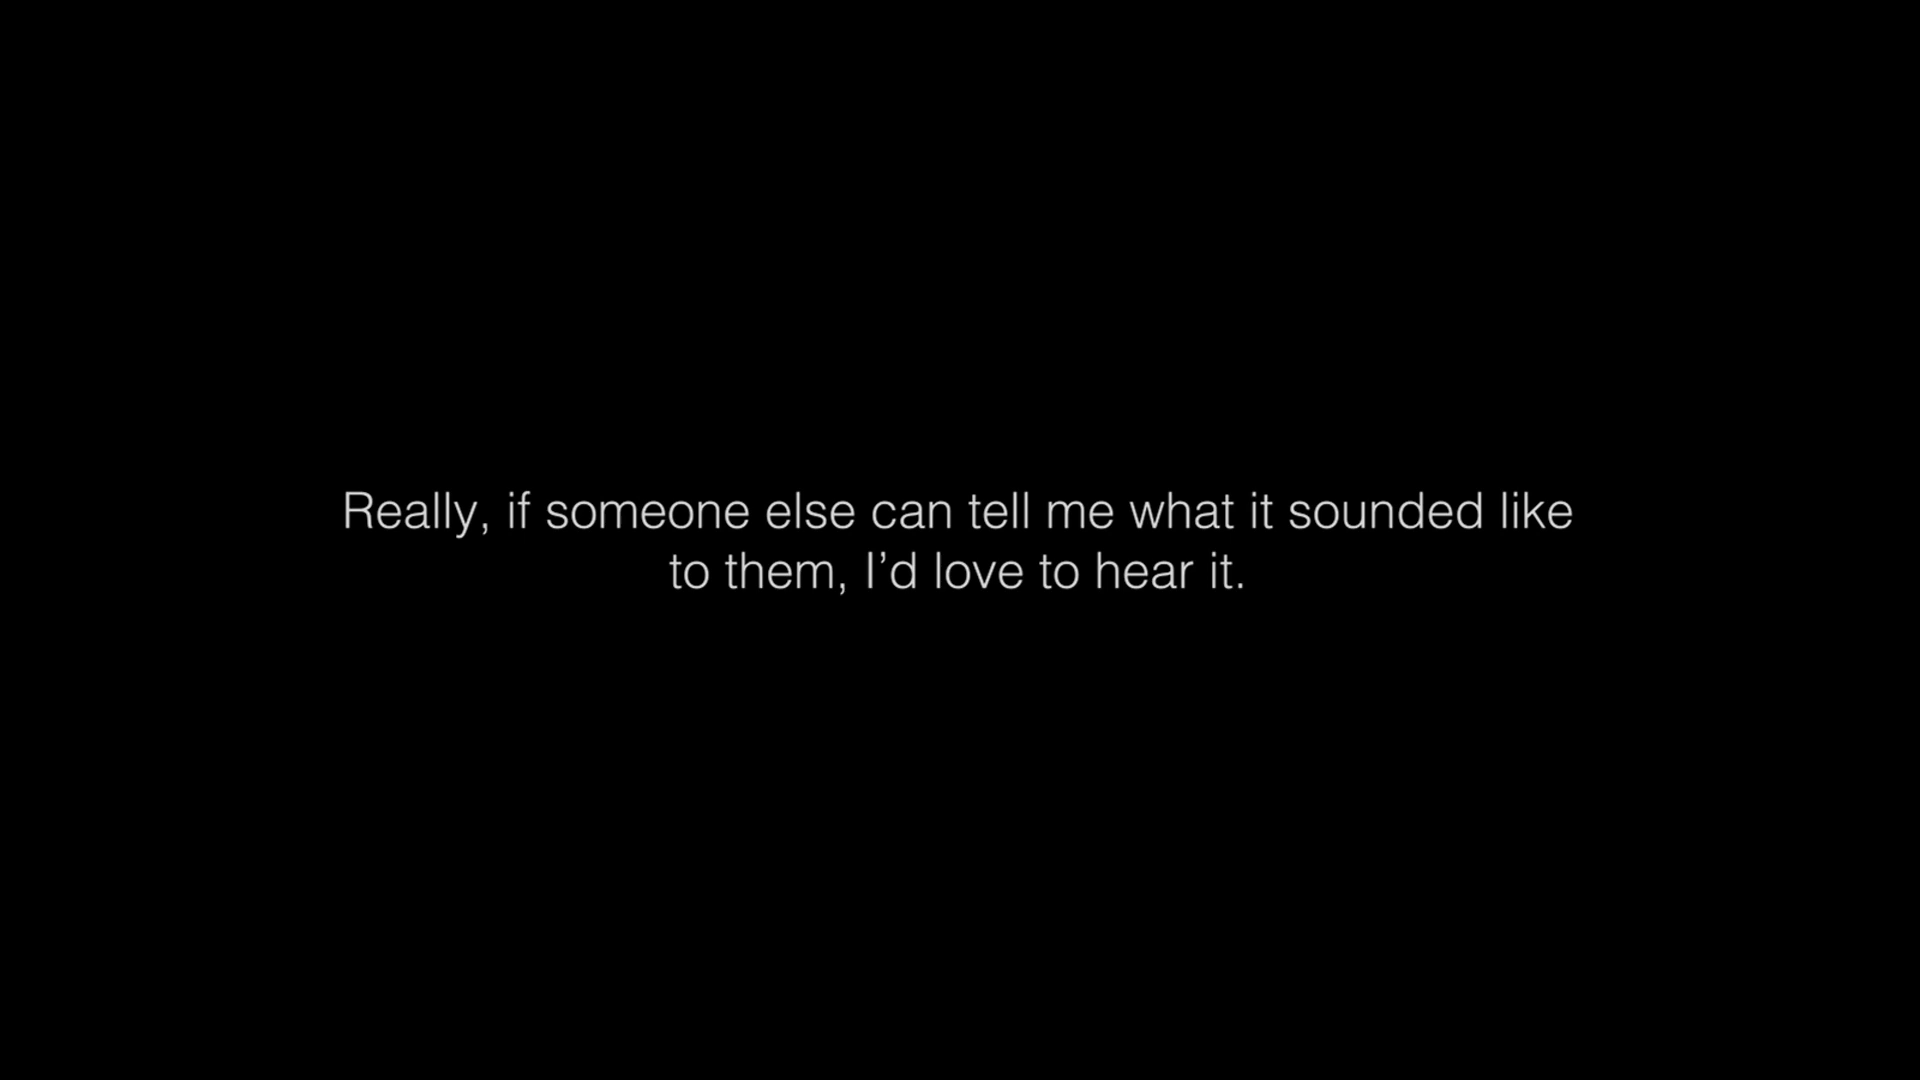 Really, if someone else can tell me what it sounded like
to them, I’d love to hear it.